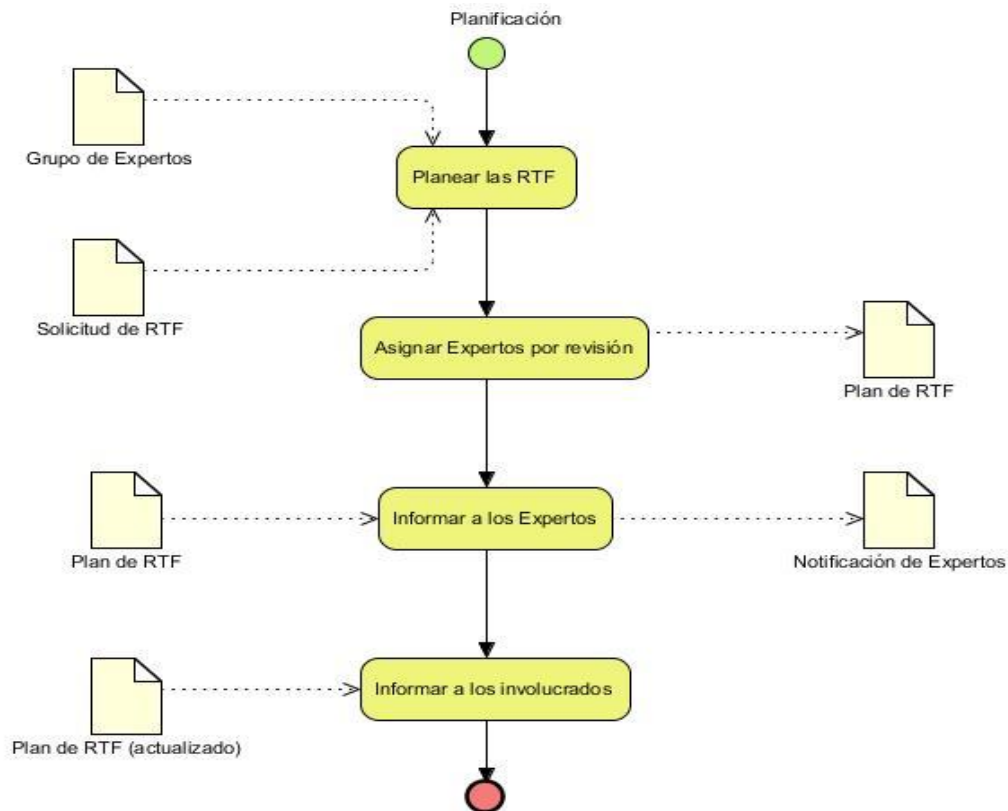 Planificación
Grupo de Expertos
Planear las RTF
Solicitud de RTF
Asignar Expertos por revisión
Plan de RTF
Informar a los Expertos
Plan de RTF
Notificación de Expertos
Informar a los involucrados
Plan de RTF (actualizado)